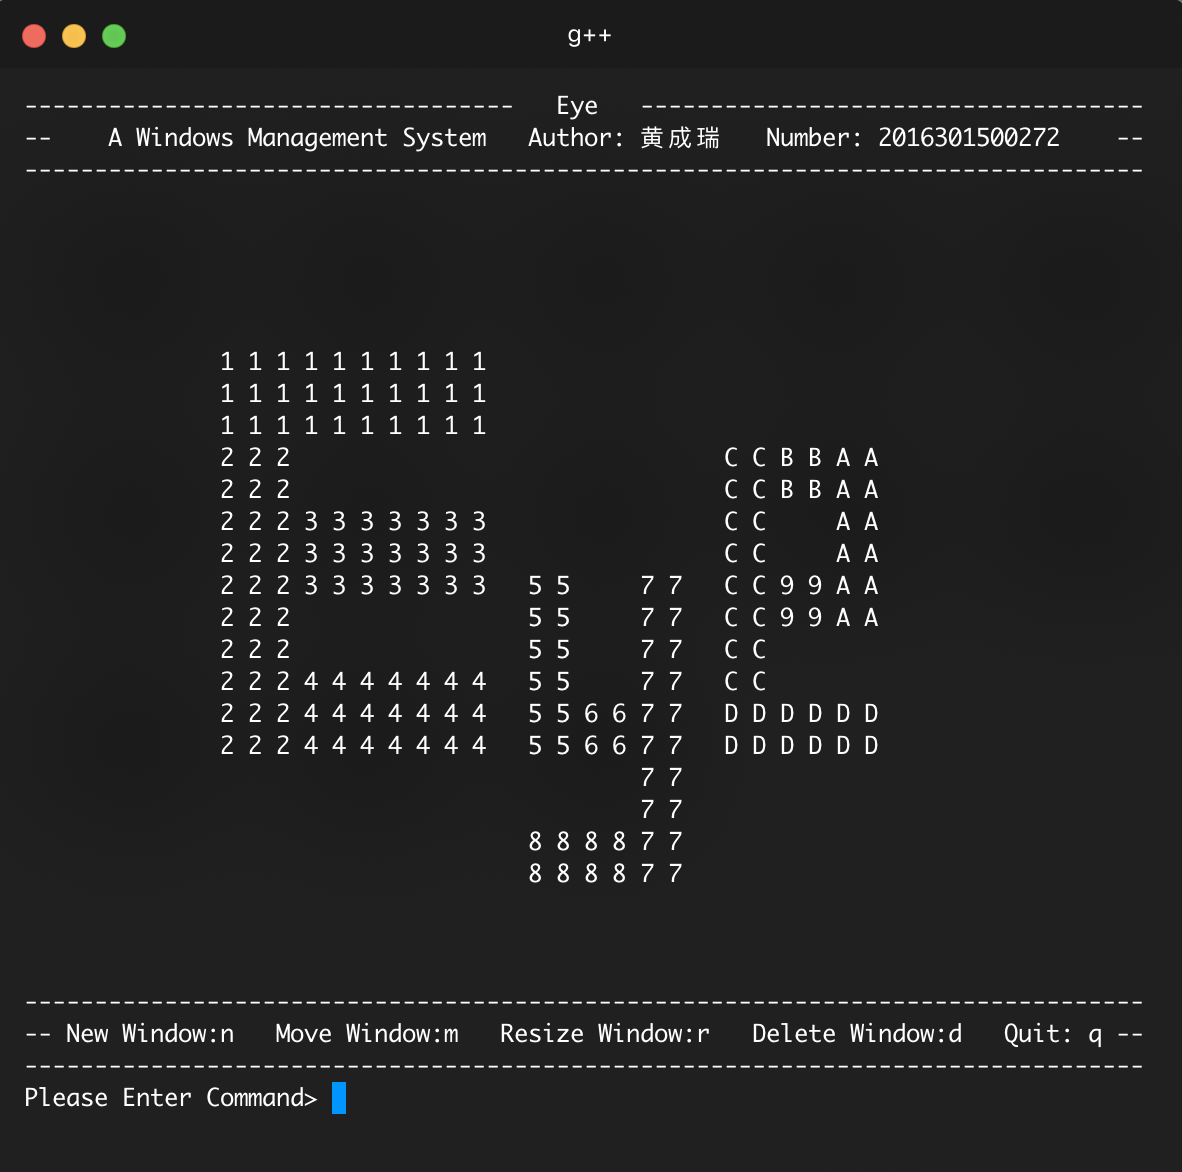 g++
----------------------------------- Eye ------------------------------------
-- A Windows Management System Author: 黄成瑞 Number: 2016301500272 --
--------------------------------------------------------------------------------
1 1 1 1 1 1 1 1 1 1
1 1 1 1 1 1 1 1 1 1
1 1 1 1 1 1 1 1 1 1
2 2 2 C C B B A A
2 2 2 C C B B A A
2 2 2 3 3 3 3 3 3 3 C C A A
2 2 2 3 3 3 3 3 3 3 C C A A
2 2 2 3 3 3 3 3 3 3 5 5 7 7 C C 9 9 A A
2 2 2 5 5 7 7 C C 9 9 A A
2 2 2 5 5 7 7 C C
2 2 2 4 4 4 4 4 4 4 5 5 7 7 C C
2 2 2 4 4 4 4 4 4 4 5 5 6 6 7 7 D D D D D D
2 2 2 4 4 4 4 4 4 4 5 5 6 6 7 7 D D D D D D
7 7
7 7
8 8 8 8 7 7
8 8 8 8 7 7
--------------------------------------------------------------------------------
-- New Window:n Move Window:m Resize Window:r Delete Window:d Quit: q --
--------------------------------------------------------------------------------
Please Enter Command>